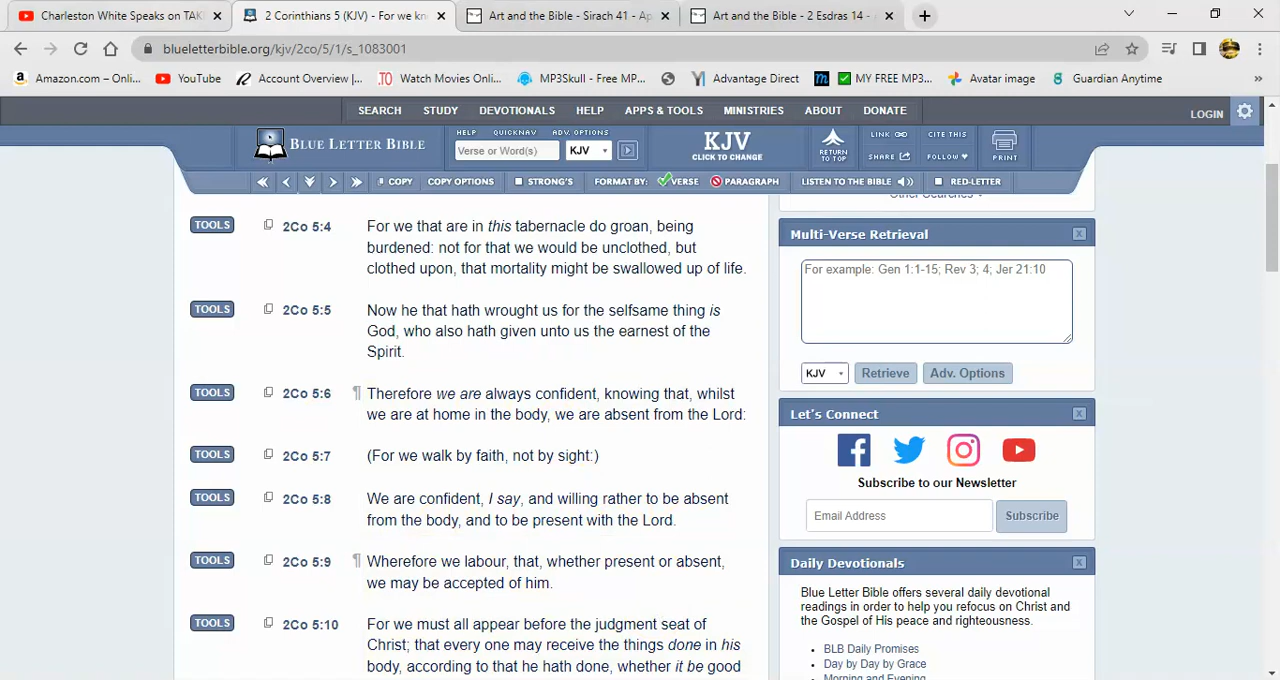 Charleston White Speaks on TAKE
2 Corinthians 5 (KJV) - For we kn
Art and the Bible - Sirach 41 - Ap
Art and the Bible - 2 Esdras 14 -
blueletterbible.org/kjv/2co/5/1/s_1083001
Amazon.com – Onli...
YouTube
Account Overview |...
Watch Movies Onl...
MP3Skull - Free MP...
Advantage Direct
MY FREE MP3...
Avatar image
Guardian Anytime
»
SEARCH STUDY DEVOTIONALS HELP APPS & TOOLS MINISTRIES ABOUT DONATE
LOGIN
BLUE LETTER BIBLE
HELP QUICKNAV ADV. OPTIONS
Verse or Word(s)
KJV
KJV
CLICK TO CHANGE
RETURN
TO TOP
LINK
CITE THIS
SHARE
FOLLOW
PRINT
COPY COPY OPTIONS STRONG'S FORMAT BY: VERSE PARAGRAPH LISTEN TO THE BIBLE RED-LETTER
TOOLS
2Co 5:4
For we that are in this tabernacle do groan, being
burdened: not for that we would be unclothed, but
clothed upon, that mortality might be swallowed up of life.
TOOLS
2Co 5:5
Now he that hath wrought us for the selfsame thing is
God, who also hath given unto us the earnest of the
Spirit.
TOOLS
2Co 5:6
¶ Therefore we are always confident, knowing that, whilst
we are at home in the body, we are absent from the Lord:
TOOLS
2Co 5:7
(For we walk by faith, not by sight:)
TOOLS
2Co 5:8
We are confident, I say, and willing rather to be absent
from the body, and to be present with the Lord.
TOOLS
2Co 5:9
¶ Wherefore we labour, that, whether present or absent,
we may be accepted of him.
TOOLS
2Co 5:10
For we must all appear before the judgment seat of
Christ; that every one may receive the things done in his
body, according to that he hath done, whether it be good
Other Searches
Multi-Verse Retrieval
For example: Gen 1:1-15; Rev 3; 4; Jer 21:10
KJV
Retrieve
Adv. Options
Let's Connect
Subscribe to our Newsletter
Email Address
Subscribe
Daily Devotionals
Blue Letter Bible offers several daily devotional
readings in order to help you refocus on Christ and
the Gospel of His peace and righteousness.
BLB Daily Promises
Day by Day by Grace
Morning and Evening